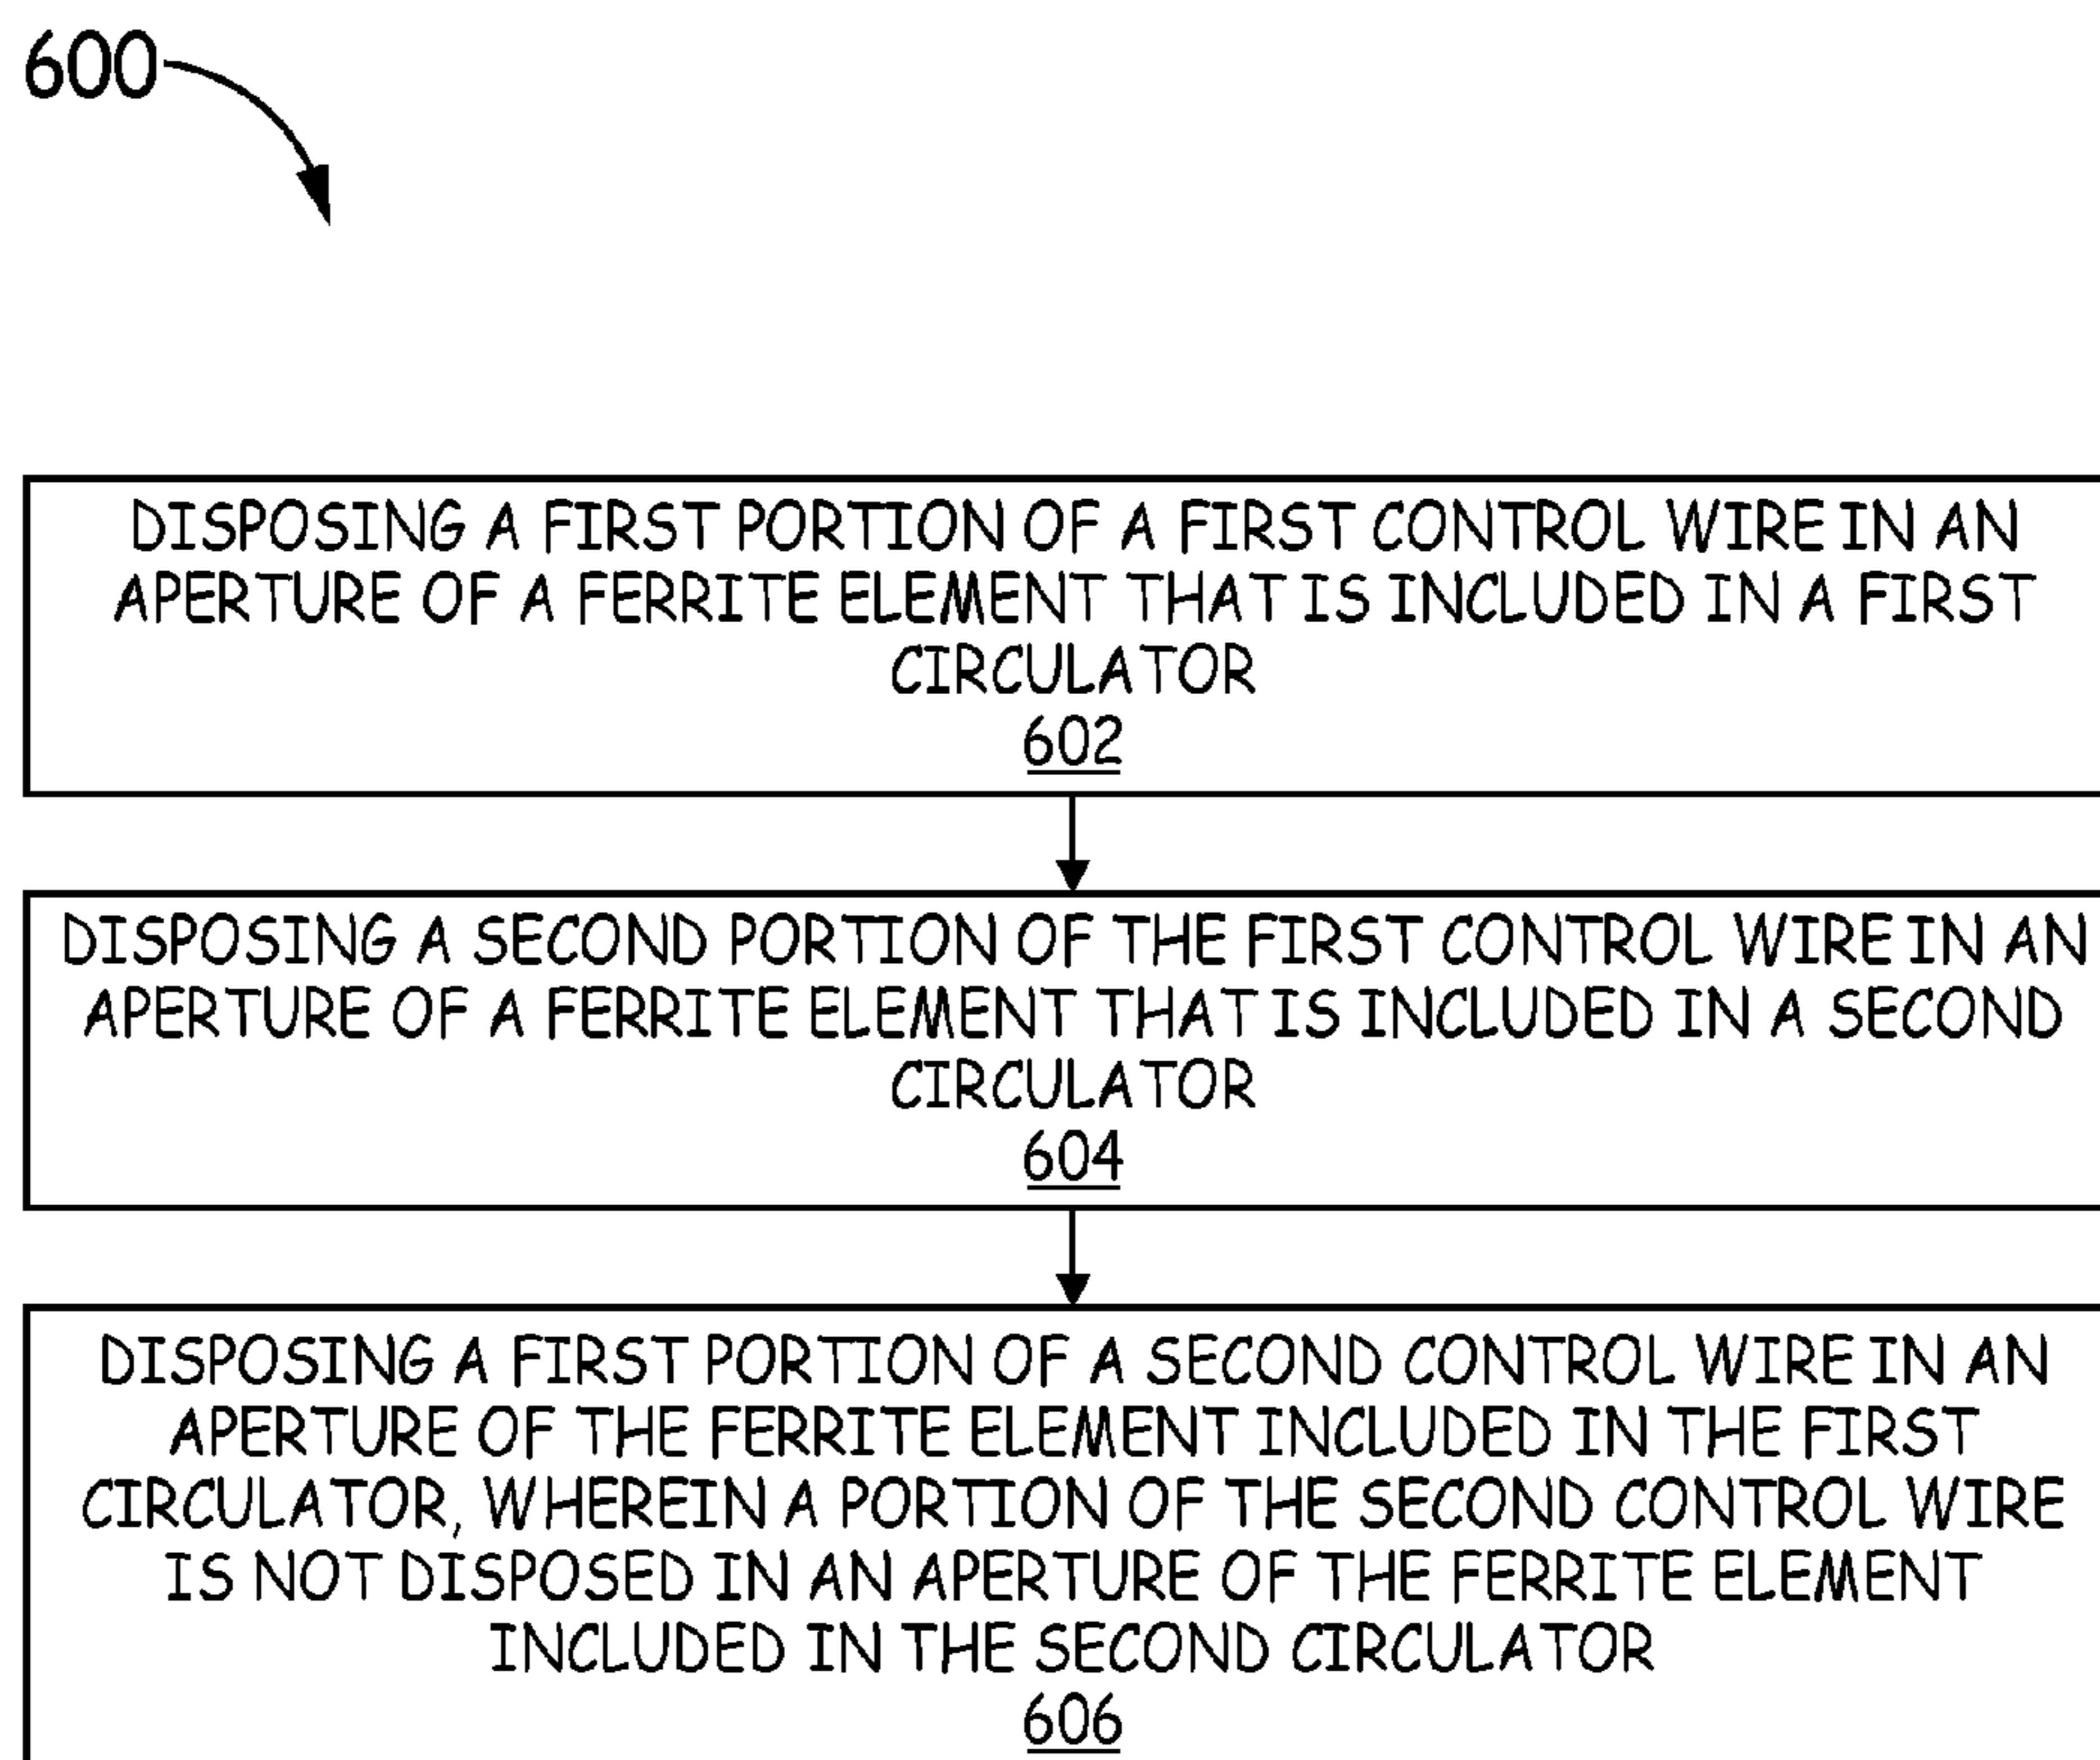 600
DISPOSING A FIRST PORTION OF A FIRST CONTROL WIRE IN AN
APERTURE OF A FERRITE ELEMENT THAT IS INCLUDED IN A FIRST
CIRCULATOR
602
DISPOSING A SECOND PORTION OF THE FIRST CONTROL WIRE IN AN
APERTURE OF A FERRITE ELEMENT THAT IS INCLUDED IN A SECOND
CIRCULATOR
604
DISPOSING A FIRST PORTION OF A SECOND CONTROL WIRE IN AN
APERTURE OF THE FERRITE ELEMENT INCLUDED IN THE FIRST
CIRCULATOR, WHEREIN A PORTION OF THE SECOND CONTROL WIRE
IS NOT DISPOSED IN AN APERTURE OF THE FERRITE ELEMENT
INCLUDED IN THE SECOND CIRCULATOR
606